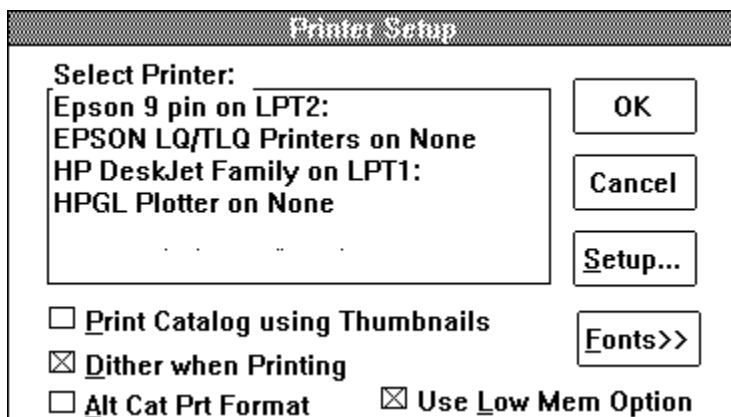 Printer Setup
Select Printer:
Epson 9 pin on LPT2:
EPSON LQ/TLQ Printers on None
HP DeskJet Family on LPT1:
HPGL Plotter on None
OK
Cancel
Setup...
Fonts>>
Print Catalog using Thumbnails
Dither when Printing
Alt Cat Prt Format
Use Low Mem Option